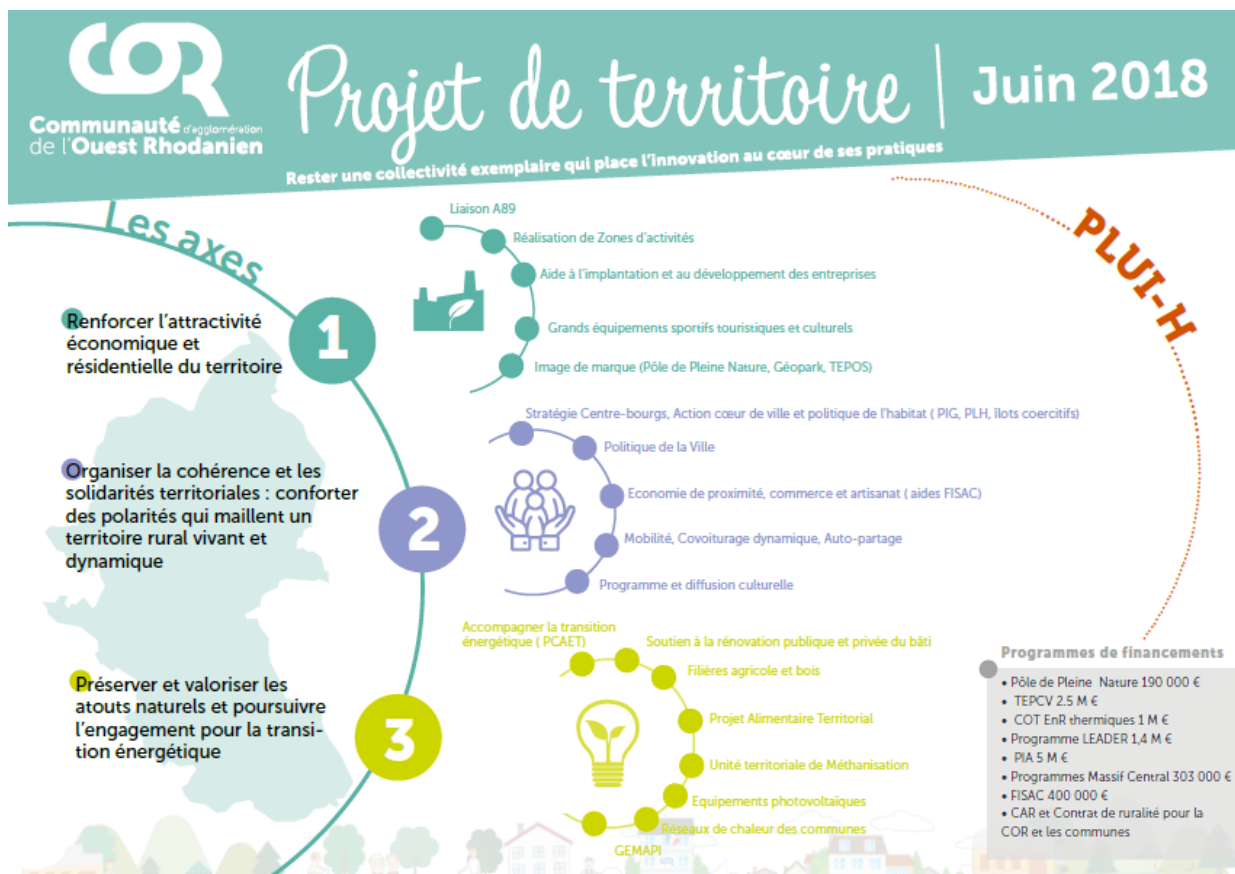 COR
Communauté d'agglomération
de l'Ouest Rhodanien
Projet de territoire | Juin 2018
Rester une collectivité exemplaire qui place l'innovation au cœur de ses pratiques
Les axes
1
Renforcer l'attractivité
économique et
résidentielle du territoire
Liaison A89
Réalisation de Zones d'activités
Aide à l'implantation et au développement des entreprises
Grands équipements sportifs touristiques et culturels
Image de marque (Pôle de Pleine Nature, Géopark, TEPOS)
2
Organiser la cohérence et les
solidarités territoriales : conforter
des polarités qui maillent un
territoire rural vivant et
dynamique
Stratégie Centre-bourgs, Action cœur de ville et politique de l'habitat ( PIG, PLH, îlots coercitifs)
Politique de la Ville
Economie de proximité, commerce et artisanat ( aides FISAC)
Mobilité, Covoiturage dynamique, Auto-partage
Programme et diffusion culturelle
3
Préserver et valoriser les
atouts naturels et poursuivre
l'engagement pour la transi-
tion énergétique
Accompagner la transition
énergétique ( PCAET)
Soutien à la rénovation publique et privée du bâti
Filières agricole et bois
Projet Alimentaire Territorial
Unité territoriale de Méthanisation
Equipements photovoltaïques
Réseaux de chaleur des communes
GEMAPI
PLUI-H
Programmes de financements
• Pôle de Pleine Nature 190 000 €
• TEPCV 2.5 M €
• COT EnR thermiques 1 M €
• Programme LEADER 1,4 M €
• PIA 5 M €
• Programmes Massif Central 303 000 €
• FISAC 400 000 €
• CAR et Contrat de ruralité pour la
COR et les communes